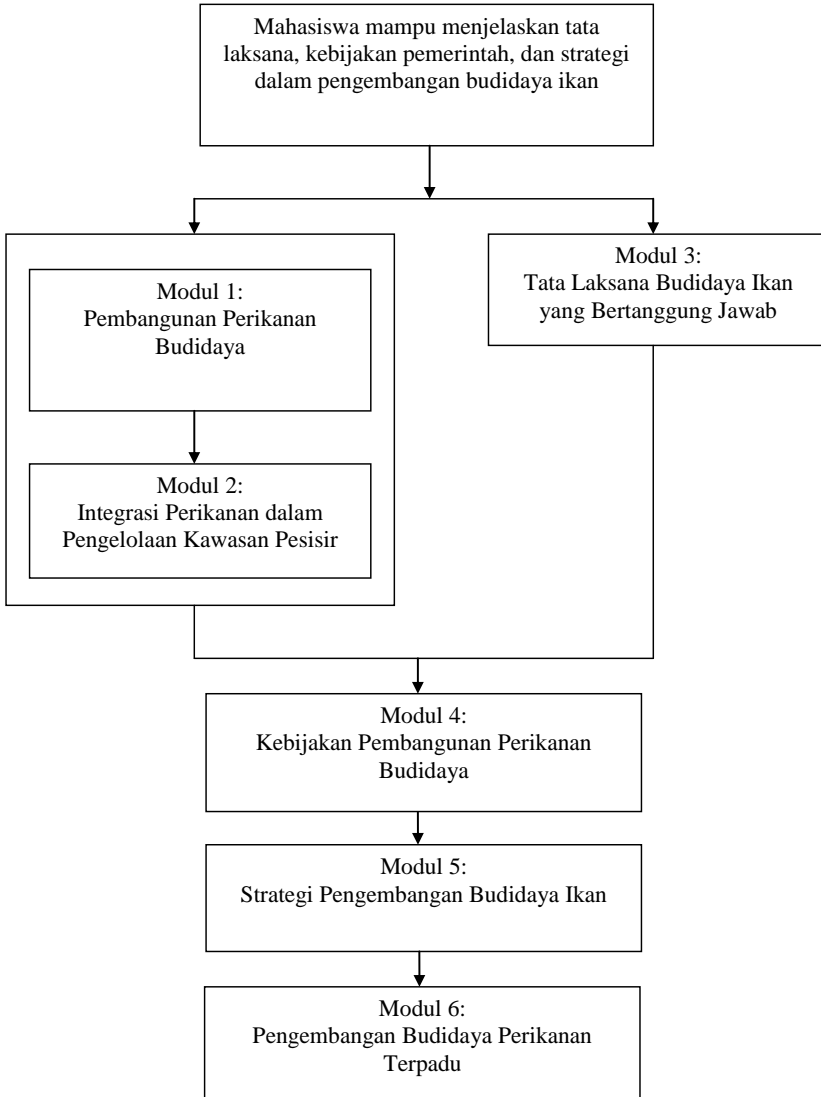 Mahasiswa mampu menjelaskan tata
laksana, kebijakan pemerintah, dan strategi
dalam pengembangan budidaya ikan
Modul 1:
Pembangunan Perikanan
Budidaya
Modul 2:
Integrasi Perikanan dalam
Pengelolaan Kawasan Pesisir
Modul 3:
Tata Laksana Budidaya Ikan
yang Bertanggung Jawab
Modul 4:
Kebijakan Pembangunan Perikanan
Budidaya
Modul 5:
Strategi Pengembangan Budidaya Ikan
Modul 6:
Pengembangan Budidaya Perikanan
Terpadu